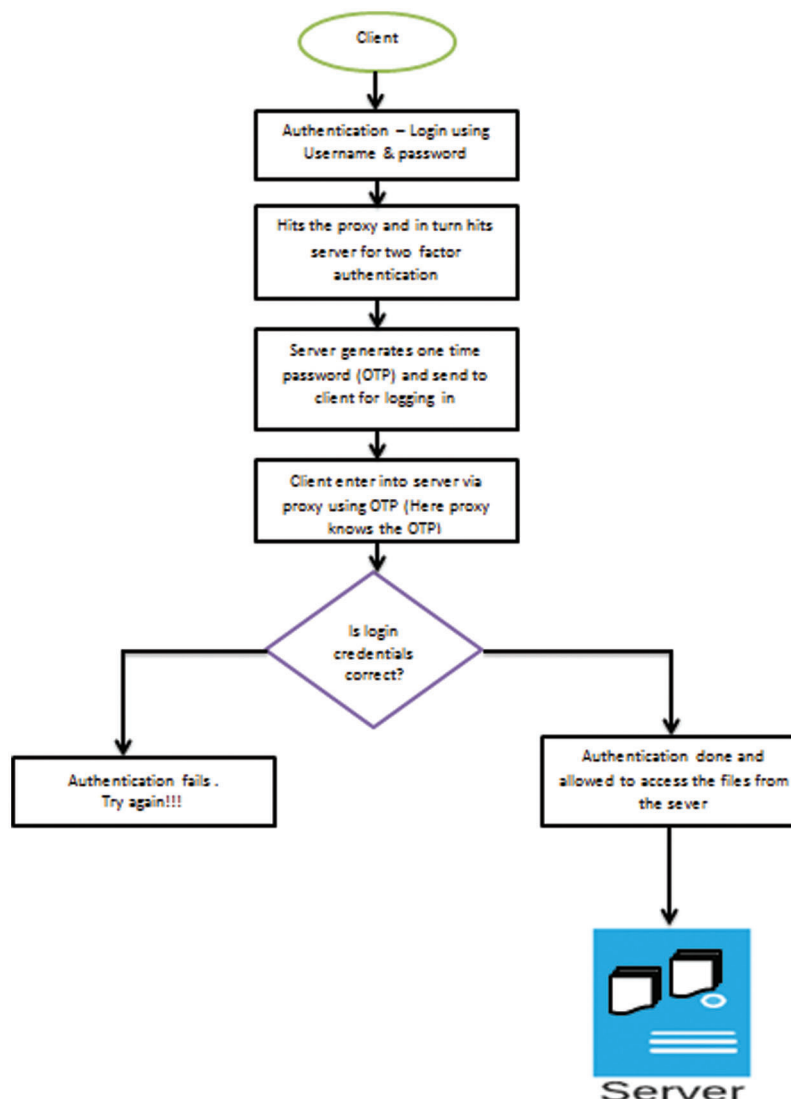 Client
Authentication – Login using
Username & password
Hits the proxy and in turn hits
server for two factor
authentication
Server generates one time
password (OTP) and send to
client for logging in
Client enter into server via
proxy using OTP (Here proxy
knows the OTP)
Is login
credentials
correct?
Authentication fails .
Try again!!!
Authentication done and
allowed to access the files from
the sever
Server